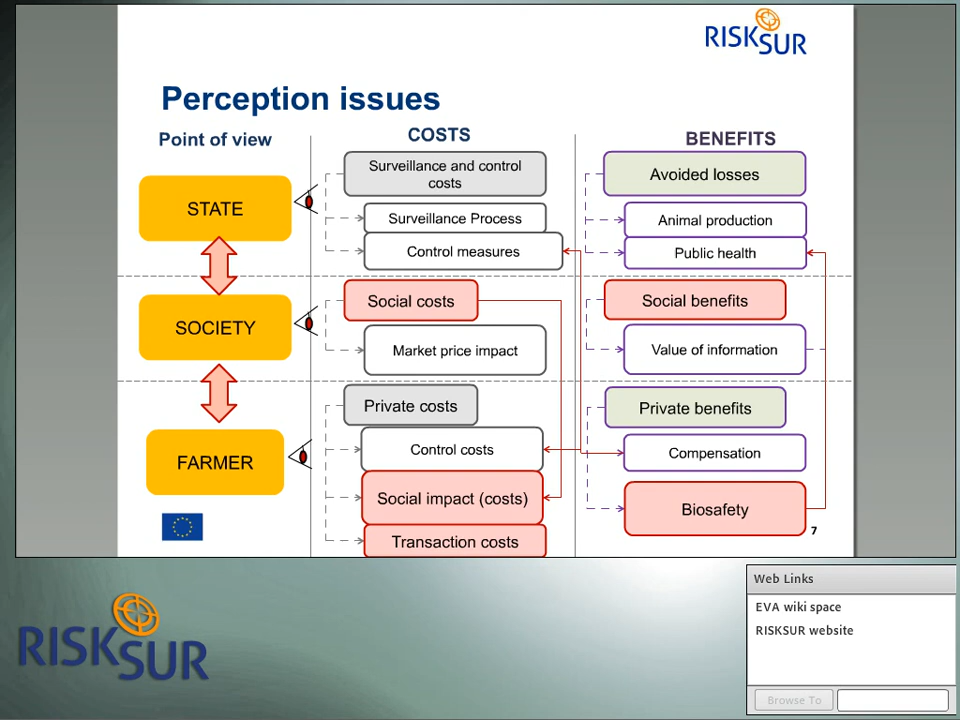 RISKSUR
Perception issues
Point of view
COSTS
BENEFITS
STATE
Surveillance and control
costs
Surveillance Process
Control measures
Avoided losses
Animal production
Public health
SOCIETY
Social costs
Market price impact
Social benefits
Value of information
FARMER
Private costs
Control costs
Social impact (costs)
Transaction costs
Private benefits
Compensation
Biosafety
7
RISKSUR
Web Links
EVA wiki space
RISKSUR website
Browse To